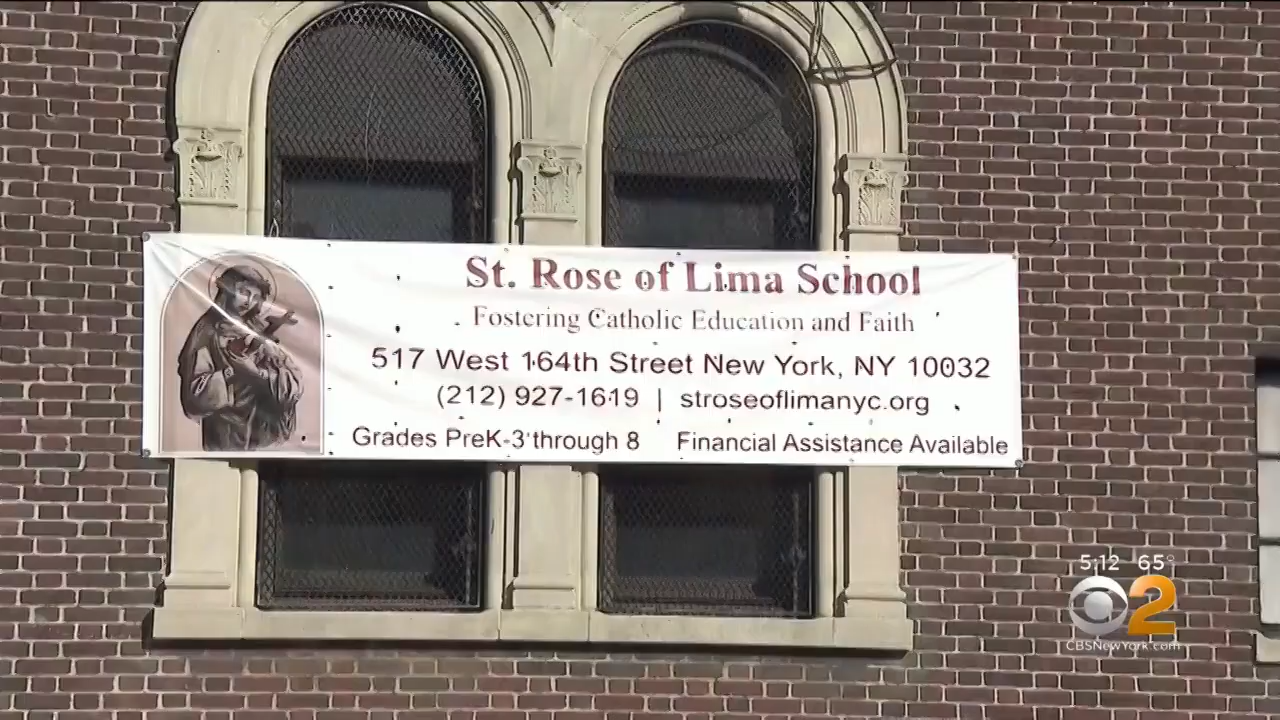 St. Rose of Lima School
Fostering Catholic Education and Faith
517 West 164th Street New York, NY 10032
(212) 927-1619 | stroseoflimanyc.org
Grades PreK-3 through 8 Financial Assistance Available
5:12 65°
2
CBSNewYork.com